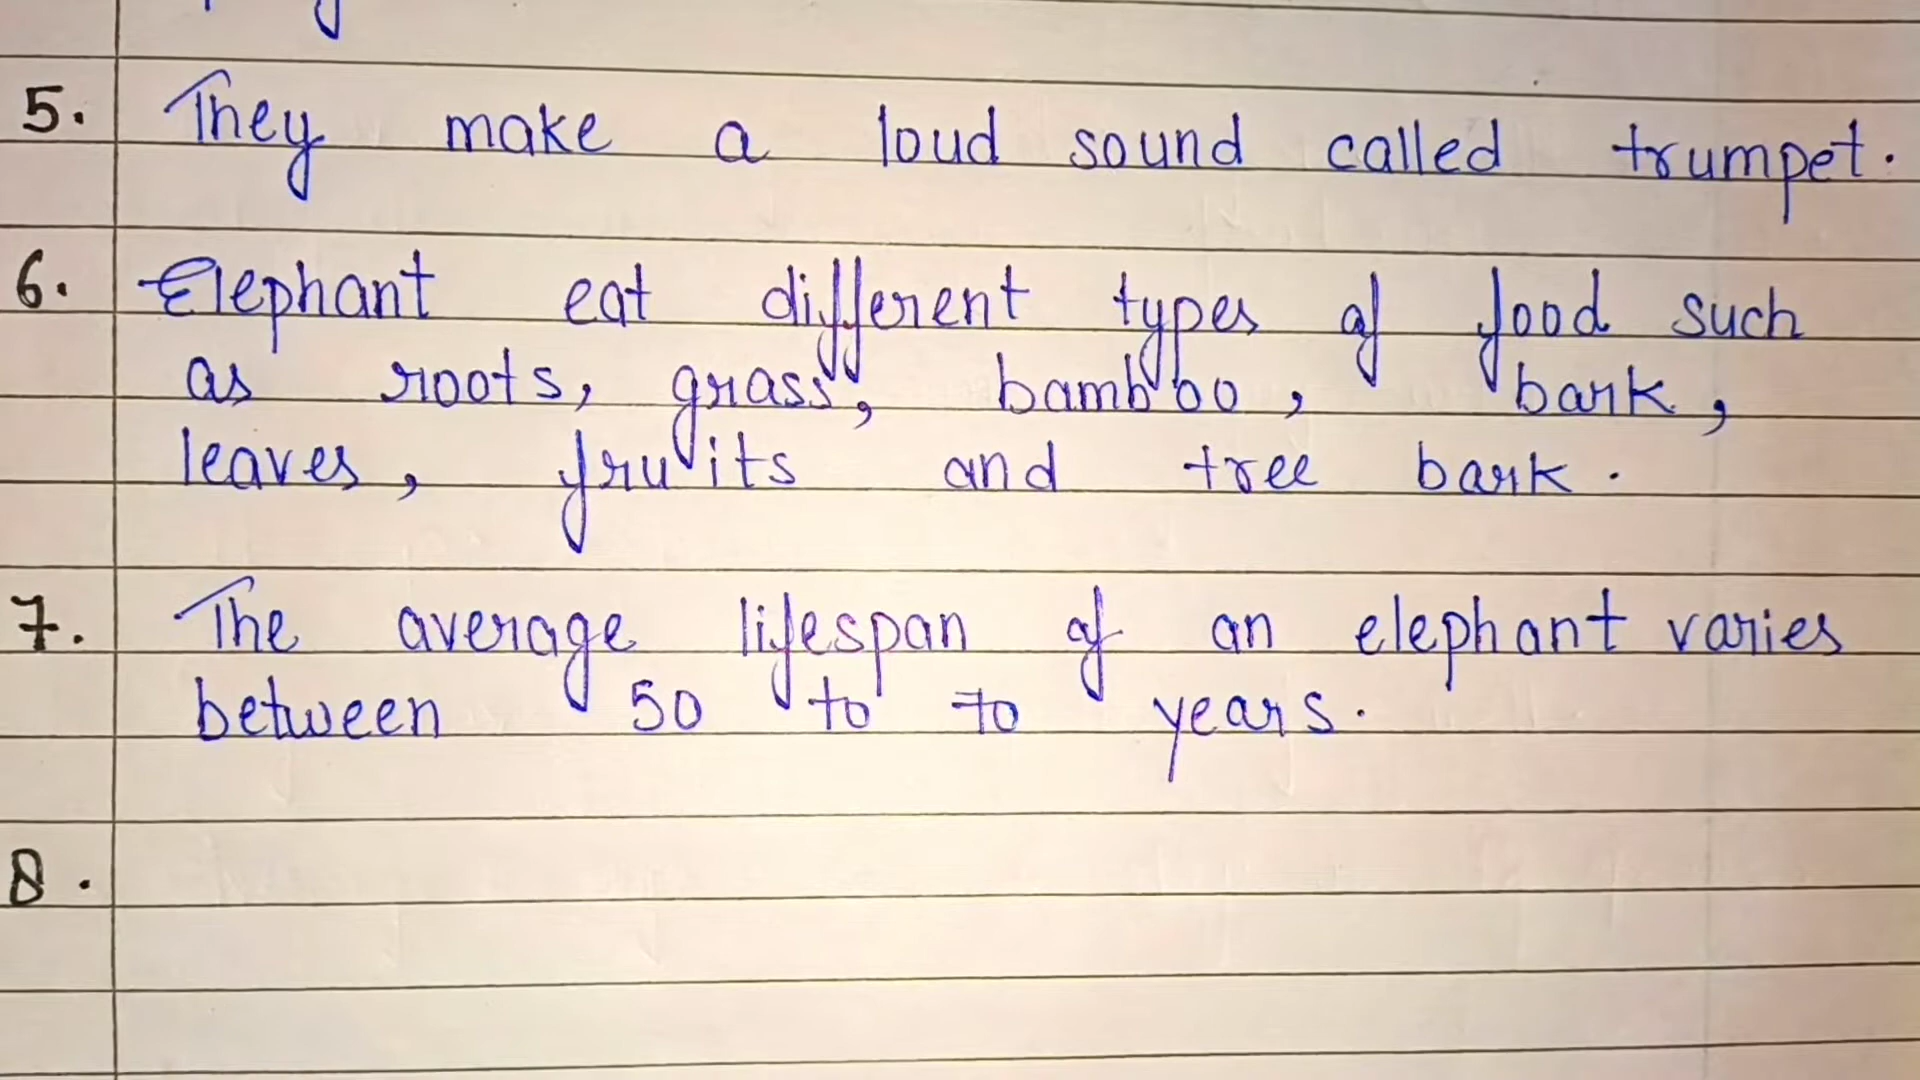 5. They make a loud sound called trumpet.
6. Elephant eat different types of food such
as roots, grass, bamboo, bark,
leaves, fruits and tree bark.
7. The average lifespan of an elephant varies
between 50 to 70 years.
8.